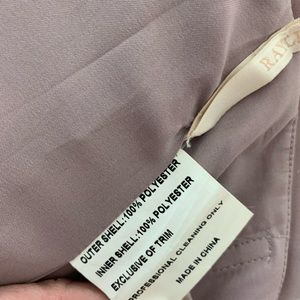 OUTER SHELL:100% POLYESTER
INNER SHELL:100% POLYESTER
EXCLUSIVE OF TRIM
PROFESSIONAL CLEANING ONLY
MADE IN CHINA